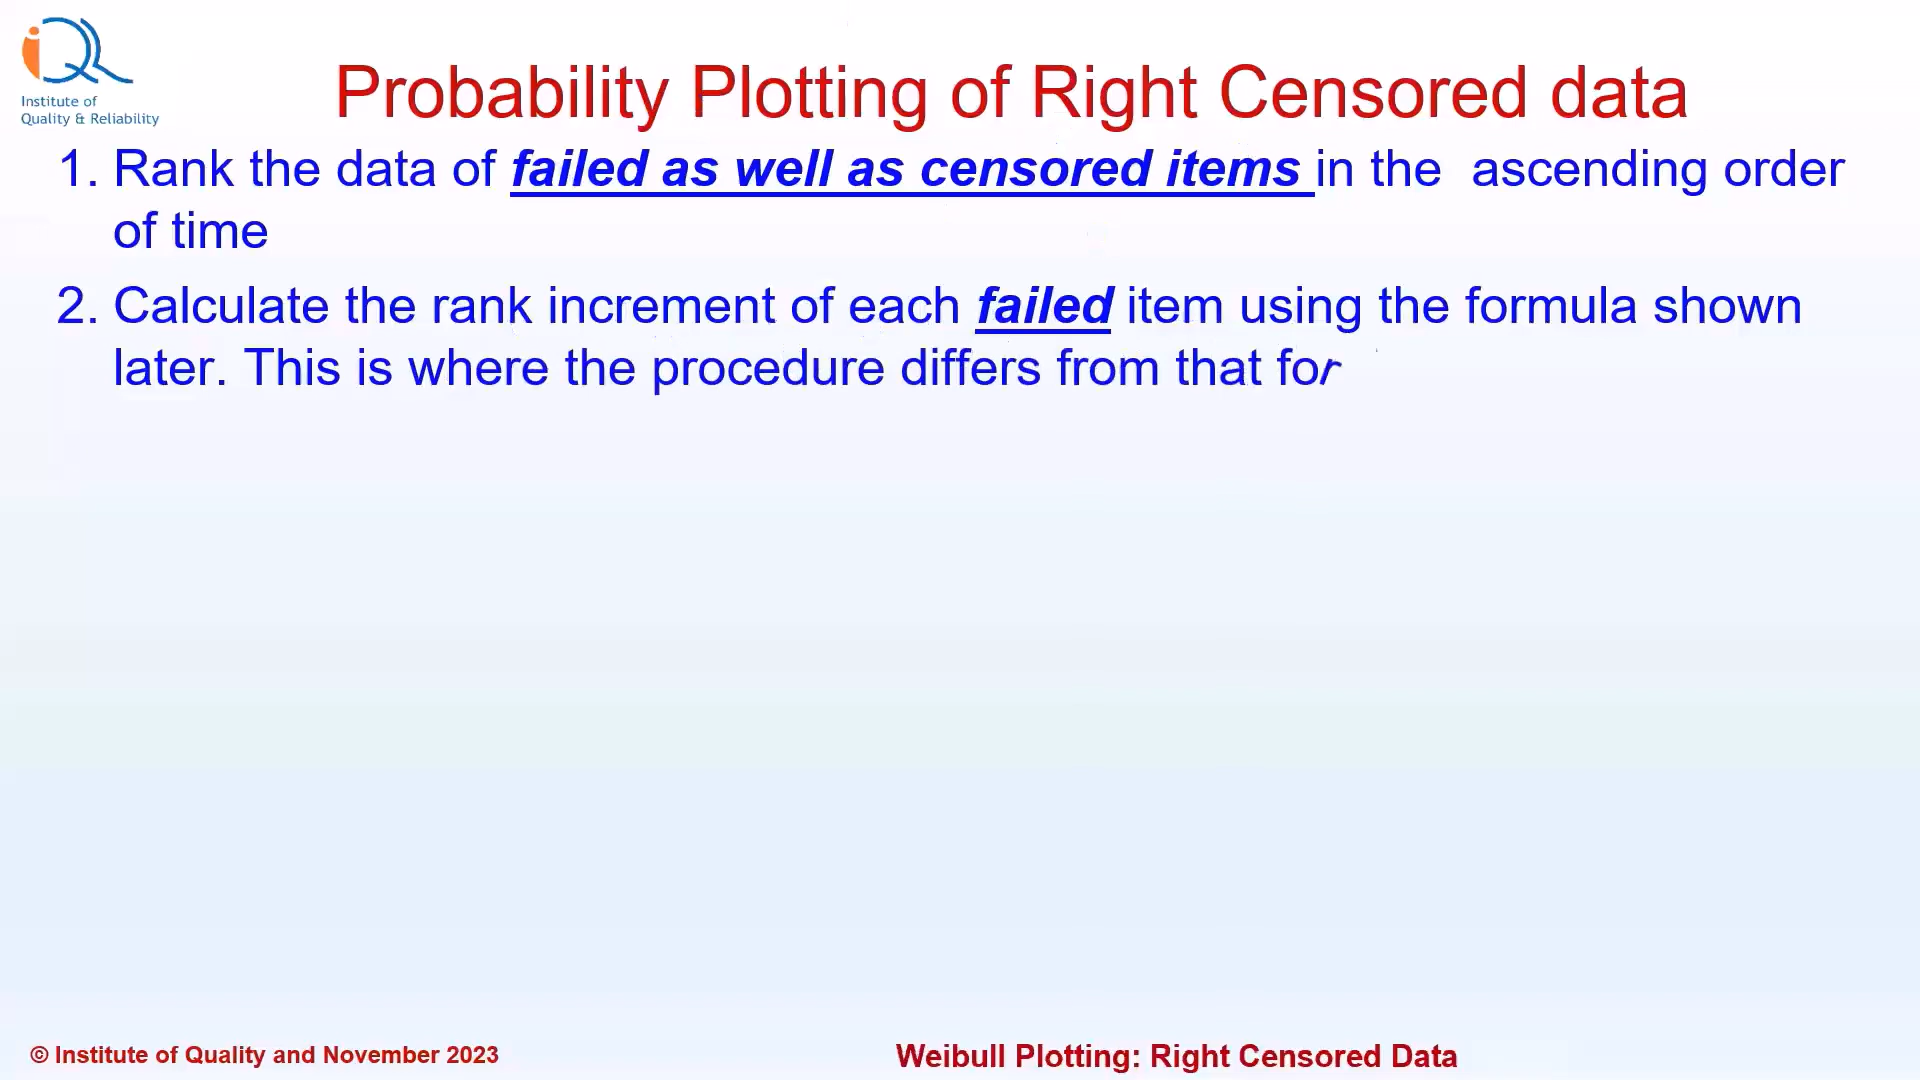 iQR
Institute of
Quality & Reliability
Probability Plotting of Right Censored data
1. Rank the data of failed as well as censored items in the ascending order
of time
2. Calculate the rank increment of each failed item using the formula shown
later. This is where the procedure differs from that for
© Institute of Quality and November 2023
Weibull Plotting: Right Censored Data